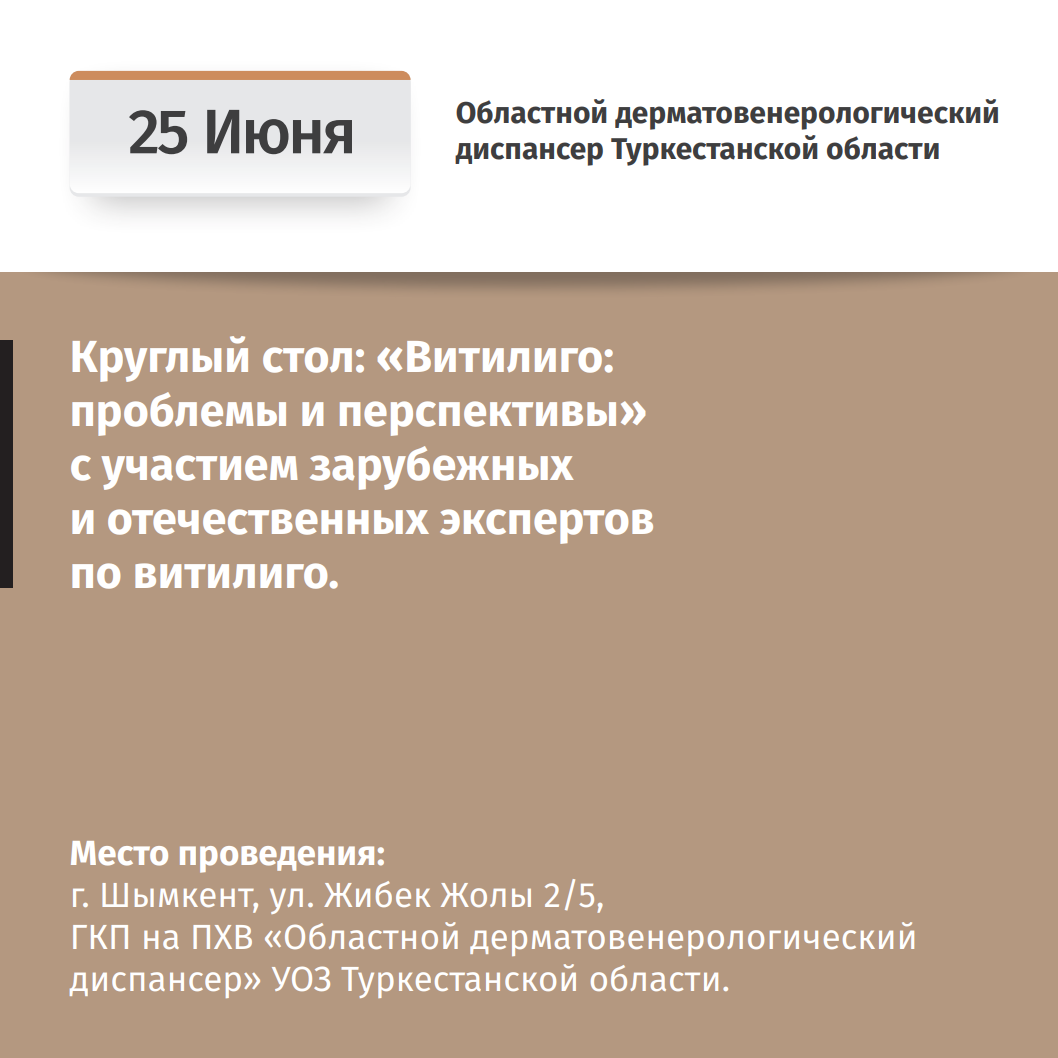 25 Июня
Областной дерматовенерологический
диспансер Туркестанской области
Круглый стол: «Витилиго:
проблемы и перспективы»
с участием зарубежных
и отечественных экспертов
по витилиго.
Место проведения:
г. Шымкент, ул. Жибек Жолы 2/5,
ГКП на ПХВ «Областной дерматовенерологический
диспансер» УОЗ Туркестанской области.